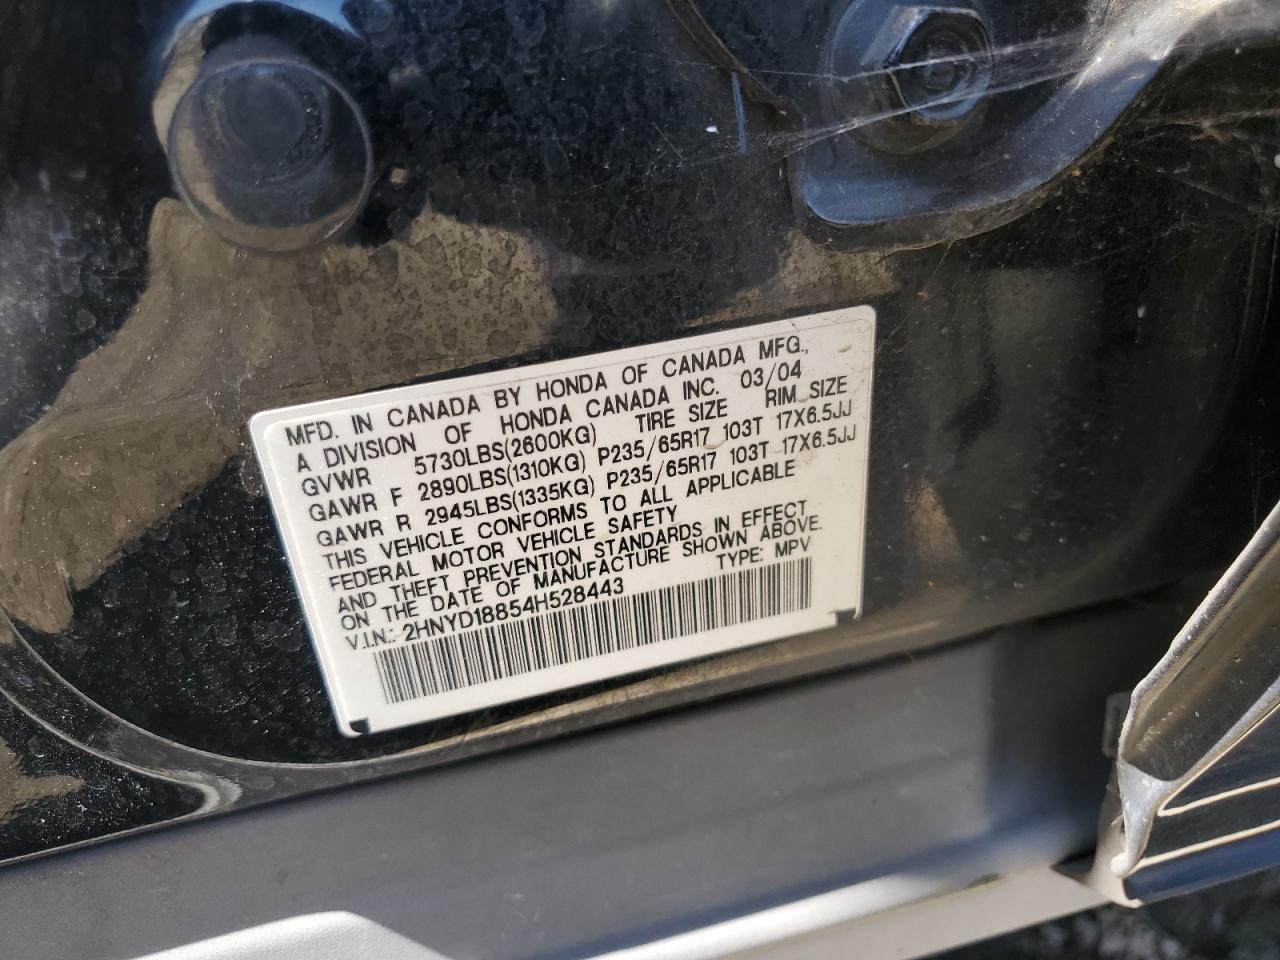 MFD. IN CANADA BY HONDA OF CANADA MFG.,
A DIVISION OF HONDA CANADA INC. 03/04
GVWR 5730LBS(2600KG) TIRE SIZE RIM SIZE
GAWR F 2890LBS(1310KG) P235/65R17 103T 17X6.5JJ
GAWR R 2945LBS(1335KG) P235/65R17 103T 17X6.5JJ
THIS VEHICLE CONFORMS TO ALL APPLICABLE
FEDERAL MOTOR VEHICLE SAFETY
AND THEFT PREVENTION STANDARDS IN EFFECT
ON THE DATE OF MANUFACTURE SHOWN ABOVE.
V.I.N.: 2HNYD18854H528443 TYPE: MPV